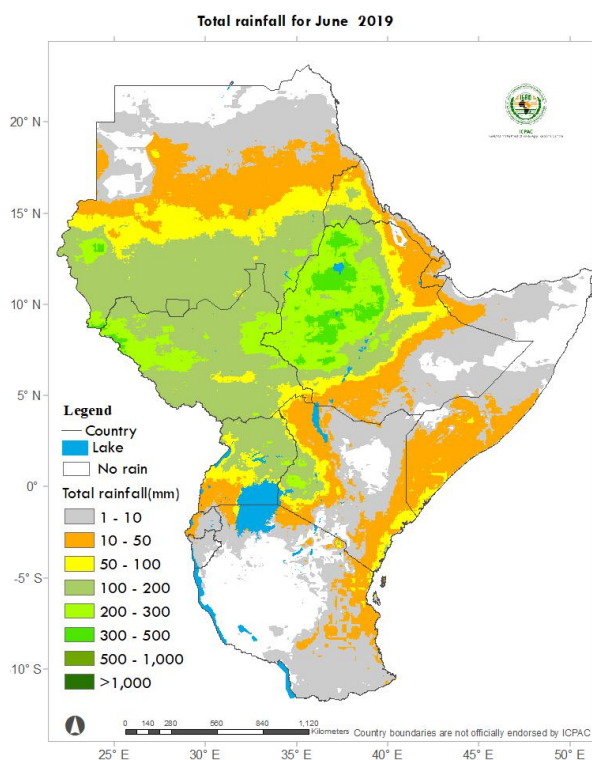 Total rainfall for June 2019
IGAD
ICPAC
20° N
15° N
10° N
5° N
0°
-5° S
10° S
Legend
Country
Lake
No rain
Total rainfall(mm)
1 - 10
10 - 50
50 - 100
100 - 200
200 - 300
300 - 500
500 - 1,000
>1,000
0 140 280 560 840 1,120
Kilometers
Country boundaries are not officially endorsed by ICPAC
25° E 30° E 35° E 40° E 45° E 50° E